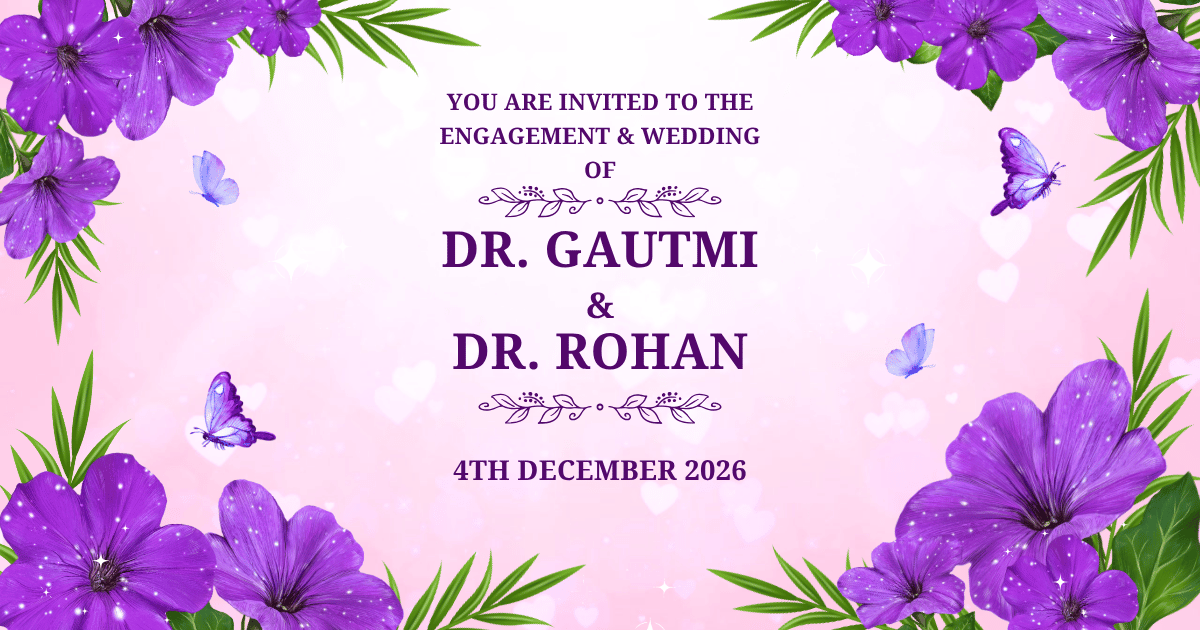 YOU ARE INVITED TO THE
ENGAGEMENT & WEDDING
OF
DR. GAUTMI
&
DR. ROHAN
4TH DECEMBER 2026